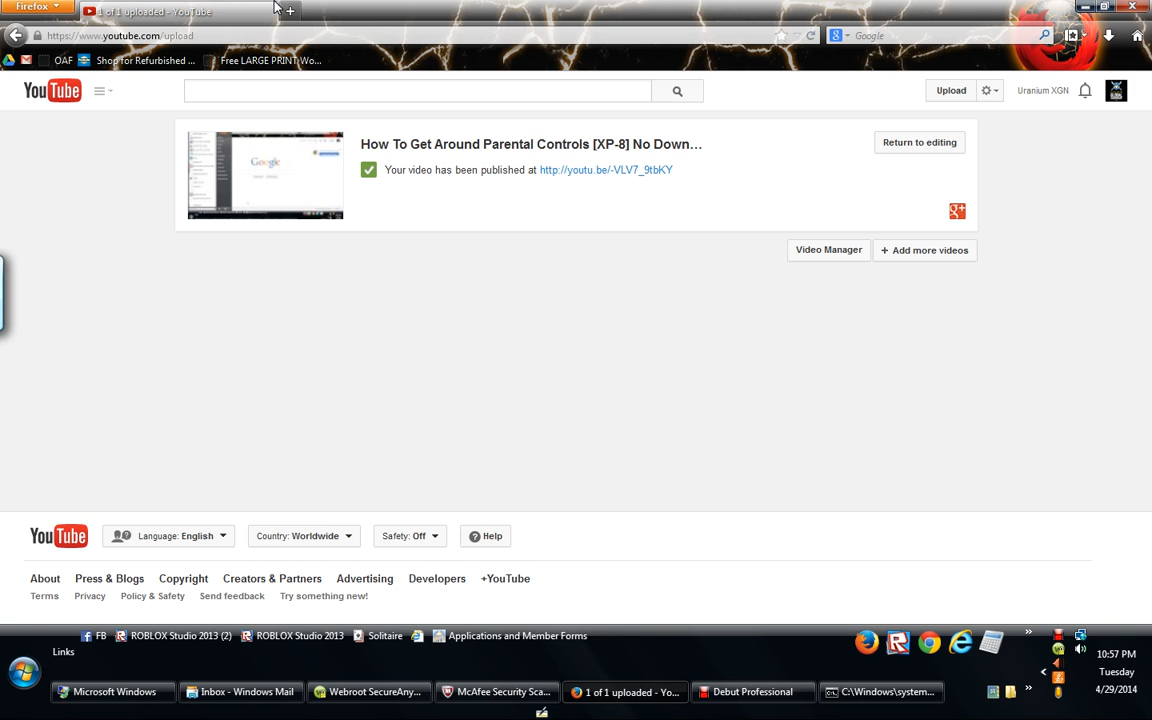 Firefox
1 of 1 uploaded - YouTube
https://www.youtube.com/upload
Google
OAF
Shop for Refurbished ...
Free LARGE PRINT Wo...
YouTube
Upload
Uranium XGN
Google
How To Get Around Parental Controls [XP-8] No Down...
Return to editing
Your video has been published at http://youtu.be/-VLV7_9tbKY
g+
Video Manager
+ Add more videos
YouTube
Language: English
Country: Worldwide
Safety: Off
Help
About
Press & Blogs
Copyright
Creators & Partners
Advertising
Developers
+YouTube
Terms
Privacy
Policy & Safety
Send feedback
Try something new!
FB
ROBLOX Studio 2013 (2)
ROBLOX Studio 2013
Solitaire
Applications and Member Forms
Links
10:57 PM
Tuesday
4/29/2014
Microsoft Windows
Inbox - Windows Mail
Webroot SecureAny...
McAfee Security Sca...
1 of 1 uploaded - Yo...
Debut Professional
C:\Windows\system...